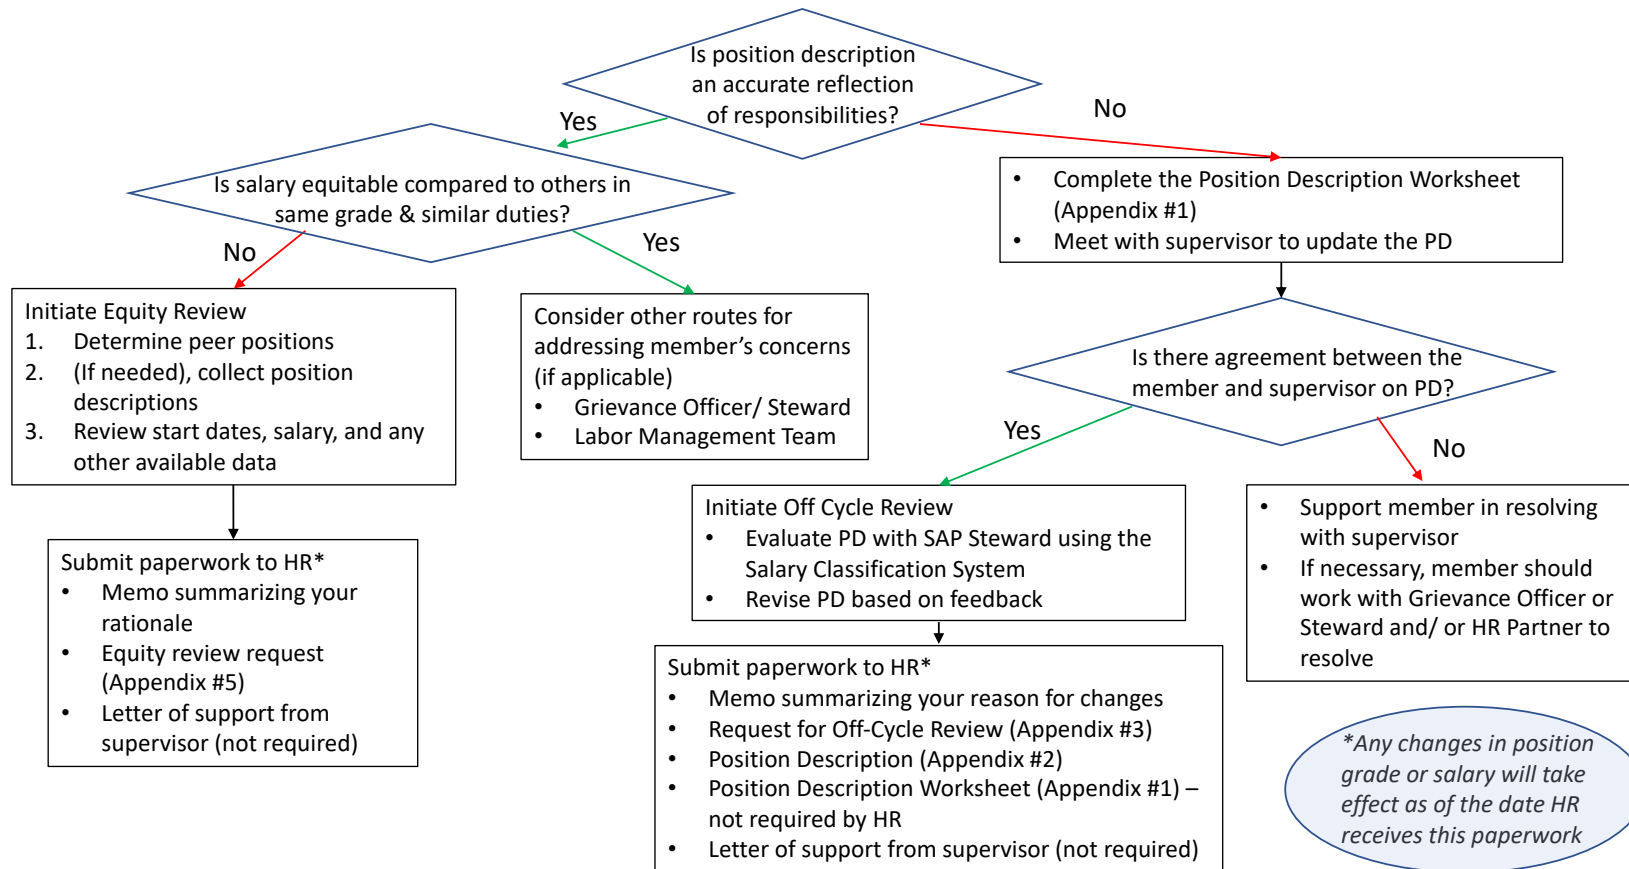 Is position description
an accurate reflection
of responsibilities?
Yes
No
Is salary equitable compared to others in
same grade & similar duties?
No
Yes
• Complete the Position Description Worksheet
(Appendix #1)
• Meet with supervisor to update the PD
Initiate Equity Review
1. Determine peer positions
2. (If needed), collect position
descriptions
3. Review start dates, salary, and any
other available data
Consider other routes for
addressing member’s concerns
(if applicable)
• Grievance Officer/ Steward
• Labor Management Team
Is there agreement between the
member and supervisor on PD?
Yes
No
Submit paperwork to HR*
• Memo summarizing your
rationale
• Equity review request
(Appendix #5)
• Letter of support from
supervisor (not required)
Initiate Off Cycle Review
• Evaluate PD with SAP Steward using the
Salary Classification System
• Revise PD based on feedback
• Support member in resolving
with supervisor
• If necessary, member should
work with Grievance Officer or
Steward and/ or HR Partner to
resolve
Submit paperwork to HR*
• Memo summarizing your reason for changes
• Request for Off-Cycle Review (Appendix #3)
• Position Description (Appendix #2)
• Position Description Worksheet (Appendix #1) –
not required by HR
• Letter of support from supervisor (not required)
*Any changes in position
grade or salary will take
effect as of the date HR
receives this paperwork